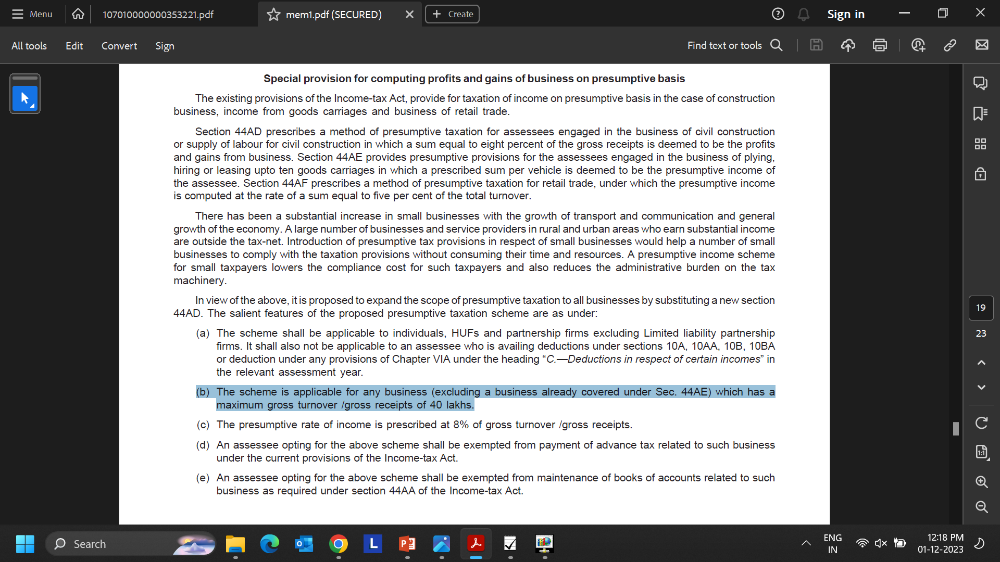 Menu
107010000000353221.pdf
mem1.pdf (SECURED)
Create
Sign in
All tools
Edit
Convert
Sign
Find text or tools
Special provision for computing profits and gains of business on presumptive basis
The existing provisions of the Income-tax Act, provide for taxation of income on presumptive basis in the case of construction
business, income from goods carriages and business of retail trade.
Section 44AD prescribes a method of presumptive taxation for assessees engaged in the business of civil construction
or supply of labour for civil construction in which a sum equal to eight percent of the gross receipts is deemed to be the profits
and gains from business. Section 44AE provides presumptive provisions for the assessees engaged in the business of plying,
hiring or leasing upto ten goods carriages in which a prescribed sum per vehicle is deemed to be the presumptive income of
the assessee. Section 44AF prescribes a method of presumptive taxation for retail trade, under which the presumptive income
is computed at the rate of a sum equal to five per cent of the total turnover.
There has been a substantial increase in small businesses with the growth of transport and communication and general
growth of the economy. A large number of businesses and service providers in rural and urban areas who earn substantial income
are outside the tax-net. Introduction of presumptive tax provisions in respect of small businesses would help a number of small
businesses to comply with the taxation provisions without consuming their time and resources. A presumptive income scheme
for small taxpayers lowers the compliance cost for such taxpayers and also reduces the administrative burden on the tax
machinery.
In view of the above, it is proposed to expand the scope of presumptive taxation to all businesses by substituting a new section
44AD. The salient features of the proposed presumptive taxation scheme are as under:
(a) The scheme shall be applicable to individuals, HUFs and partnership firms excluding Limited liability partnership
firms. It shall also not be applicable to an assessee who is availing deductions under sections 10A, 10AA, 10B, 10BA
or deduction under any provisions of Chapter VIA under the heading “C.—Deductions in respect of certain incomes” in
the relevant assessment year.
(b) The scheme is applicable for any business (excluding a business already covered under Sec. 44AE) which has a
maximum gross turnover /gross receipts of 40 lakhs.
(c) The presumptive rate of income is prescribed at 8% of gross turnover /gross receipts.
(d) An assessee opting for the above scheme shall be exempted from payment of advance tax related to such business
under the current provisions of the Income-tax Act.
(e) An assessee opting for the above scheme shall be exempted from maintenance of books of accounts related to such
business as required under section 44AA of the Income-tax Act.
19
23
1:1
Search
L
ENG
IN
12:18 PM
01-12-2023